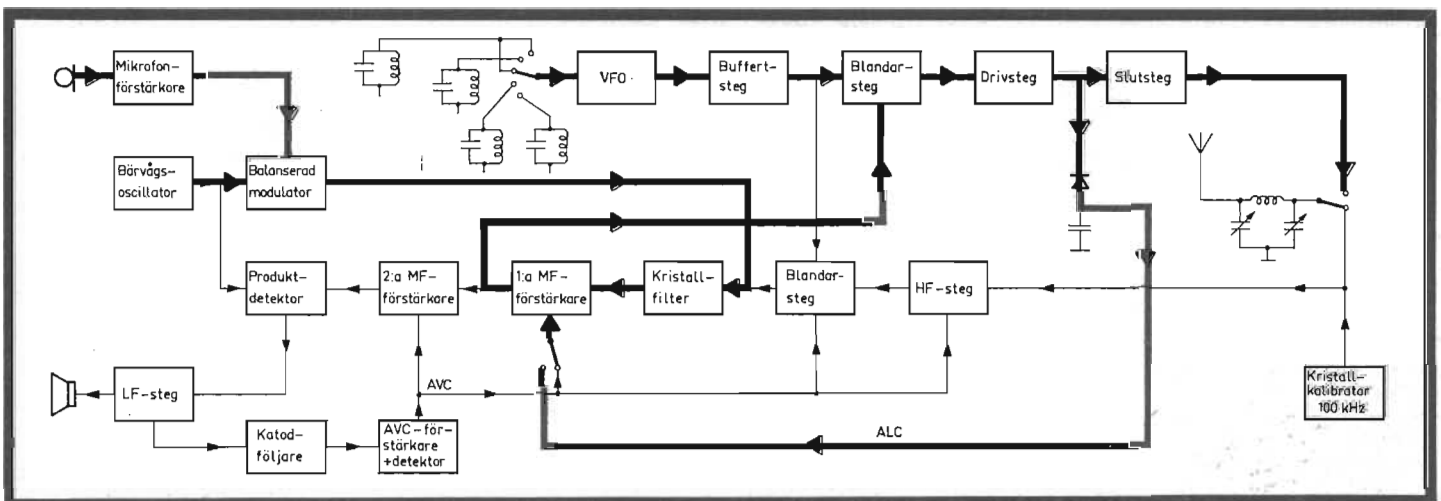 Mikrofon-
förstärkare
VFO
Buffert-
steg
Blandar-
steg
Drivsteg
Slutsteg
Bärvågs-
oscillator
Balanserad
modulator
Produkt-
detektor
2:a MF-
förstärkare
1:a MF-
förstärkare
Kristall-
filter
Blandar-
steg
HF-steg
LF-steg
AVC
Kristall-
kalibrator
100 kHz
Katod-
följare
AVC-för-
stärkare
+detektor
ALC